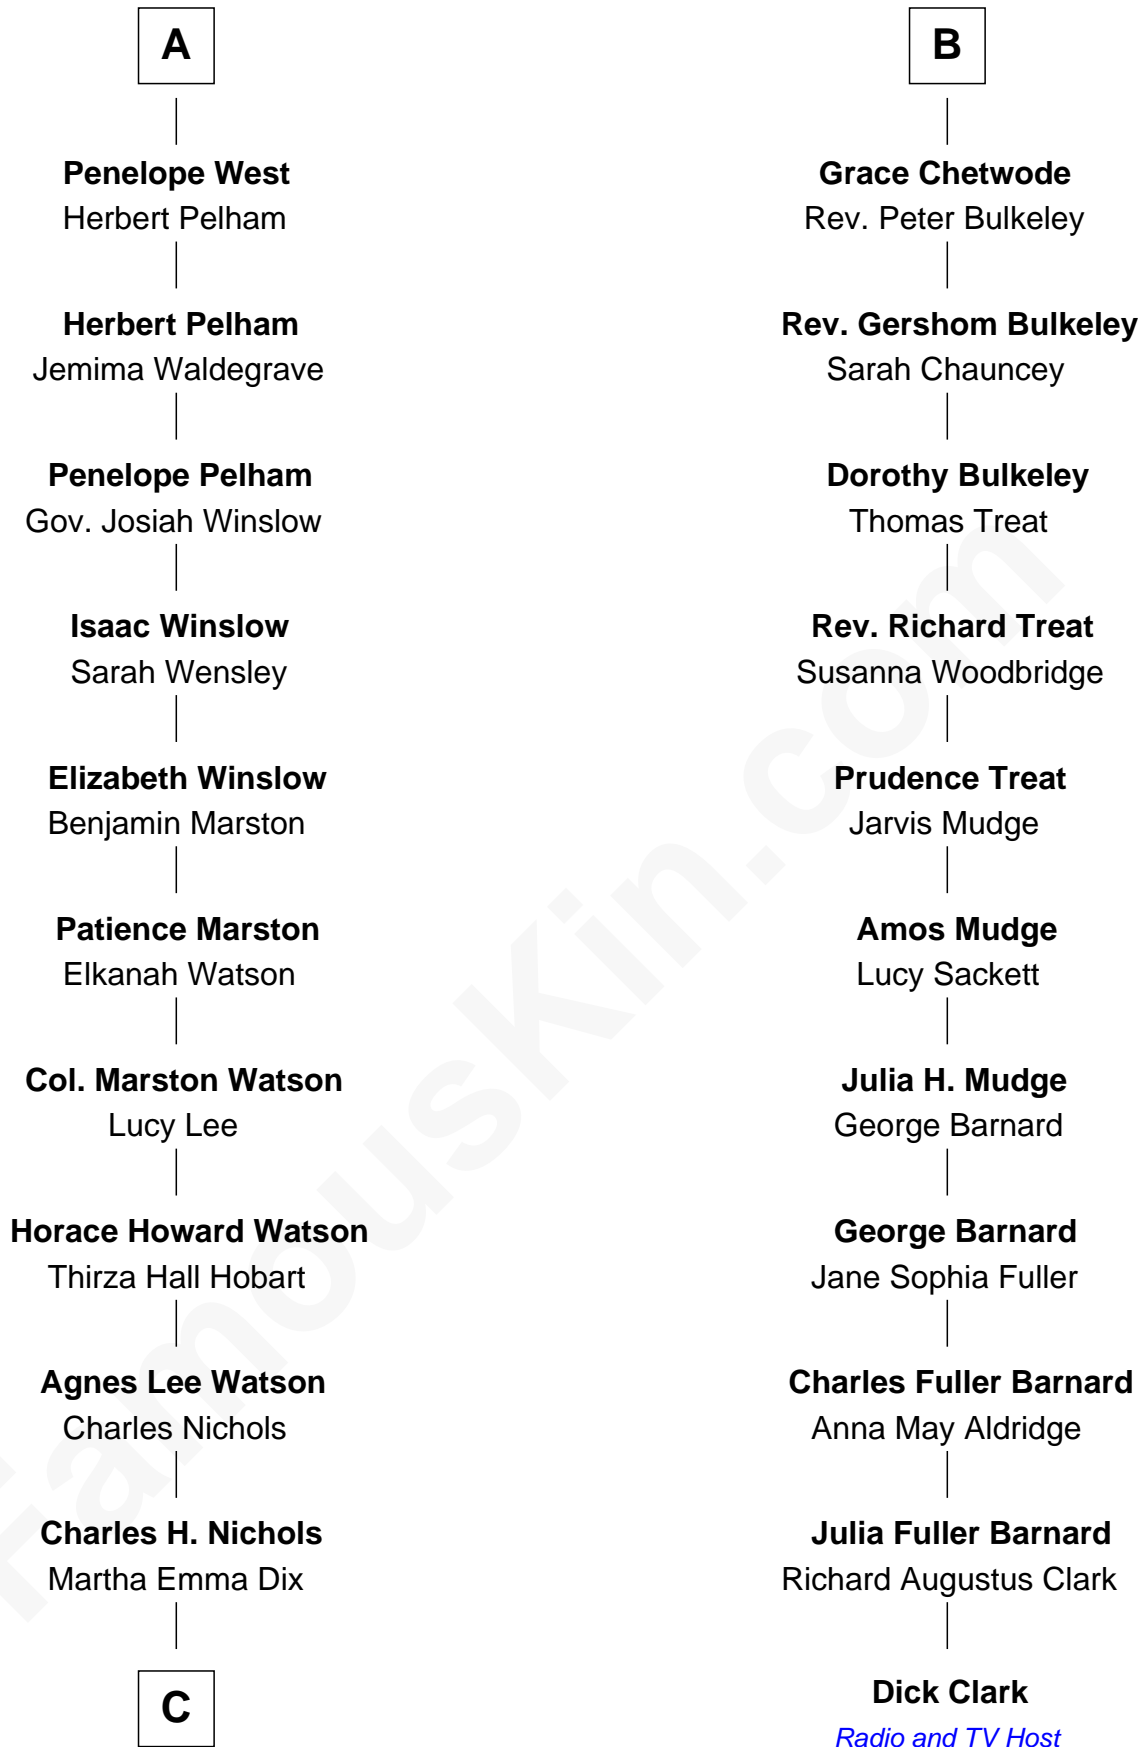 A
Penelope West
Herbert Pelham
Herbert Pelham
Jemima Waldegrave
Penelope Pelham
Gov. Josiah Winslow
Isaac Winslow
Sarah Wensley
Elizabeth Winslow
Benjamin Marston
Patience Marston
Elkanah Watson
Col. Marston Watson
Lucy Lee
Horace Howard Watson
Thirza Hall Hobart
Agnes Lee Watson
Charles Nichols
Charles H. Nichols
Martha Emma Dix
C
B
Grace Chetwode
Rev. Peter Bulkeley
Rev. Gershom Bulkeley
Sarah Chauncey
Dorothy Bulkeley
Thomas Treat
Rev. Richard Treat
Susanna Woodbridge
Prudence Treat
Jarvis Mudge
Amos Mudge
Lucy Sackett
Julia H. Mudge
George Barnard
George Barnard
Jane Sophia Fuller
Charles Fuller Barnard
Anna May Aldridge
Julia Fuller Barnard
Richard Augustus Clark
Dick Clark
Radio and TV Host
FamousKin.com